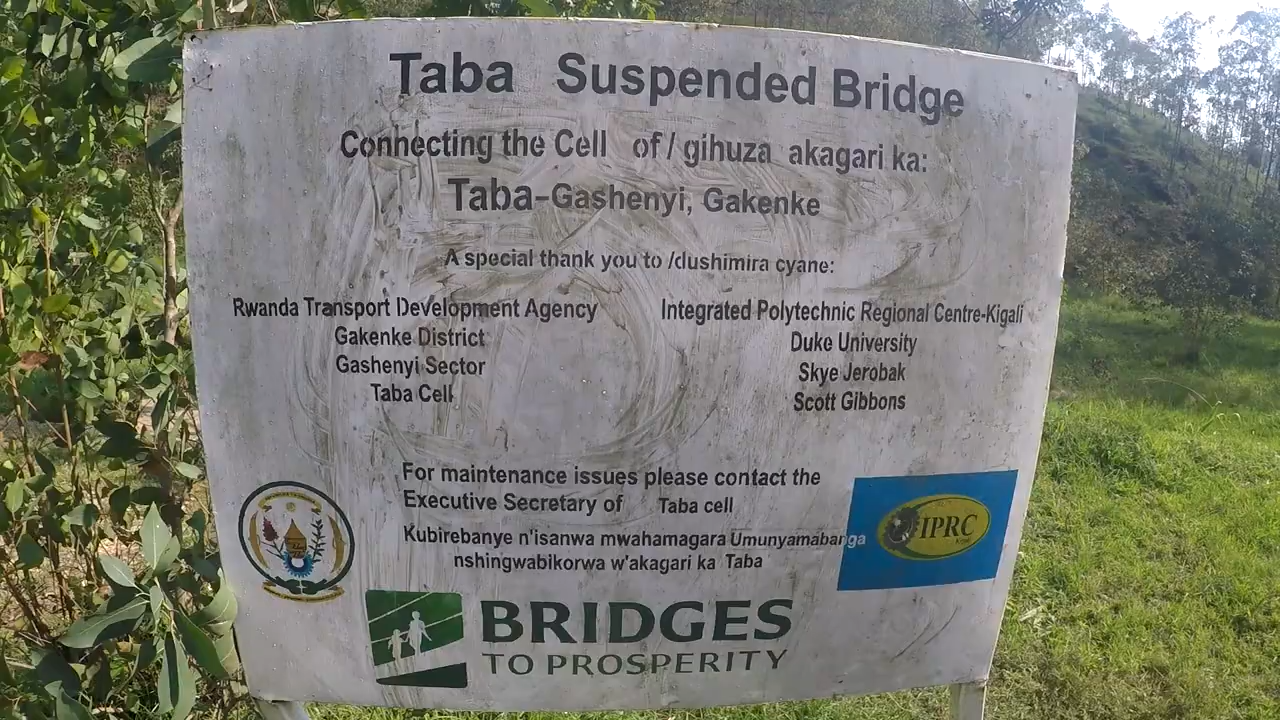 Taba Suspended Bridge
Connecting the Cell of / gihuza akagari ka:
Taba-Gashenyi, Gakenke
A special thank you to /dushimira cyane:
Rwanda Transport Development Agency
Gakenke District
Gashenyi Sector
Taba Cell
Integrated Polytechnic Regional Centre-Kigali
Duke University
Skye Jerobak
Scott Gibbons
For maintenance issues please contact the
Executive Secretary of Taba cell
Kubirebanye n'isanwa mwahamagara Umunyamabanga
nshingwabikorwa w'akagari ka Taba
IPRC
BRIDGES
TO PROSPERITY